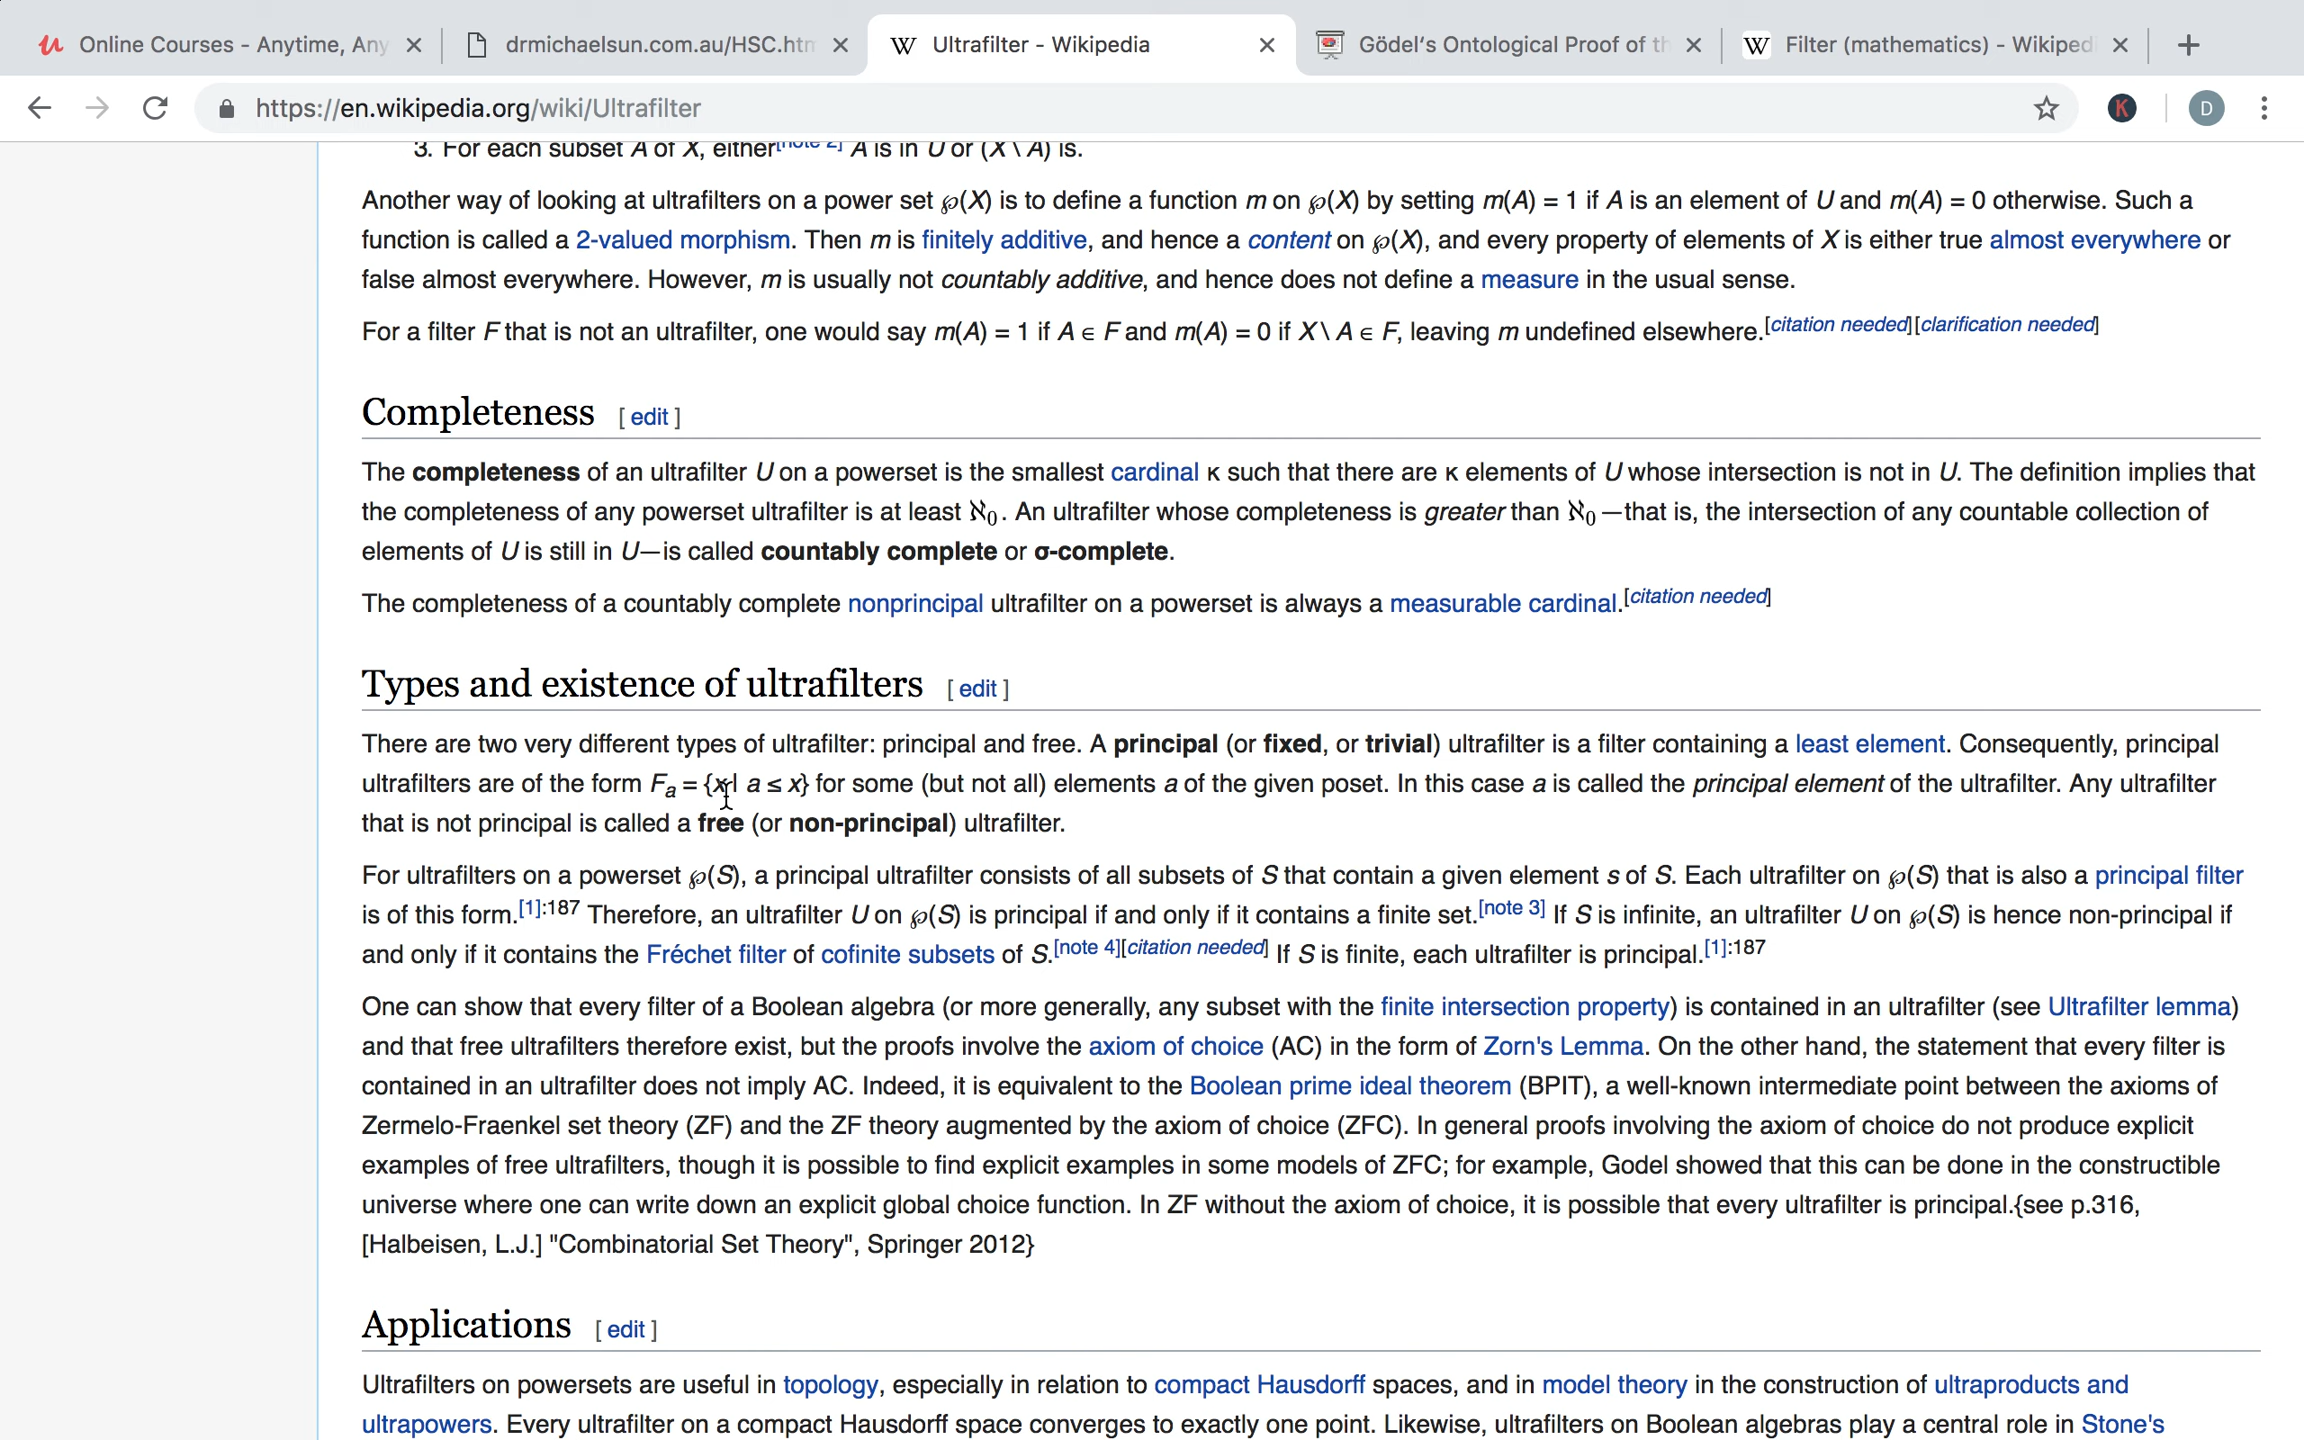 Online Courses - Anytime, Any
drmichaelsun.com.au/HSC.htm
Ultrafilter - Wikipedia
Gödel's Ontological Proof of th
Filter (mathematics) - Wikiped
https://en.wikipedia.org/wiki/Ultrafilter
K
D
3. For each subset A of X, either[note 2] A is in U or (X \ A) is.
Another way of looking at ultrafilters on a power set ℘(X) is to define a function m on ℘(X) by setting m(A) = 1 if A is an element of U and m(A) = 0 otherwise. Such a
function is called a 2-valued morphism. Then m is finitely additive, and hence a content on ℘(X), and every property of elements of X is either true almost everywhere or
false almost everywhere. However, m is usually not countably additive, and hence does not define a measure in the usual sense.
For a filter F that is not an ultrafilter, one would say m(A) = 1 if A ∈ F and m(A) = 0 if X \ A ∈ F, leaving m undefined elsewhere.[citation needed][clarification needed]
Completeness [ edit ]
The completeness of an ultrafilter U on a powerset is the smallest cardinal κ such that there are κ elements of U whose intersection is not in U. The definition implies that
the completeness of any powerset ultrafilter is at least ℵ0. An ultrafilter whose completeness is greater than ℵ0—that is, the intersection of any countable collection of
elements of U is still in U—is called countably complete or σ-complete.
The completeness of a countably complete nonprincipal ultrafilter on a powerset is always a measurable cardinal.[citation needed]
Types and existence of ultrafilters [ edit ]
There are two very different types of ultrafilter: principal and free. A principal (or fixed, or trivial) ultrafilter is a filter containing a least element. Consequently, principal
ultrafilters are of the form Fa = {x | a ≤ x} for some (but not all) elements a of the given poset. In this case a is called the principal element of the ultrafilter. Any ultrafilter
that is not principal is called a free (or non-principal) ultrafilter.
For ultrafilters on a powerset ℘(S), a principal ultrafilter consists of all subsets of S that contain a given element s of S. Each ultrafilter on ℘(S) that is also a principal filter
is of this form.[1]:187 Therefore, an ultrafilter U on ℘(S) is principal if and only if it contains a finite set.[note 3] If S is infinite, an ultrafilter U on ℘(S) is hence non-principal if
and only if it contains the Fréchet filter of cofinite subsets of S.[note 4][citation needed] If S is finite, each ultrafilter is principal.[1]:187
One can show that every filter of a Boolean algebra (or more generally, any subset with the finite intersection property) is contained in an ultrafilter (see Ultrafilter lemma)
and that free ultrafilters therefore exist, but the proofs involve the axiom of choice (AC) in the form of Zorn's Lemma. On the other hand, the statement that every filter is
contained in an ultrafilter does not imply AC. Indeed, it is equivalent to the Boolean prime ideal theorem (BPIT), a well-known intermediate point between the axioms of
Zermelo-Fraenkel set theory (ZF) and the ZF theory augmented by the axiom of choice (ZFC). In general proofs involving the axiom of choice do not produce explicit
examples of free ultrafilters, though it is possible to find explicit examples in some models of ZFC; for example, Godel showed that this can be done in the constructible
universe where one can write down an explicit global choice function. In ZF without the axiom of choice, it is possible that every ultrafilter is principal.{see p.316,
[Halbeisen, L.J.] "Combinatorial Set Theory", Springer 2012}
Applications [ edit ]
Ultrafilters on powersets are useful in topology, especially in relation to compact Hausdorff spaces, and in model theory in the construction of ultraproducts and
ultrapowers. Every ultrafilter on a compact Hausdorff space converges to exactly one point. Likewise, ultrafilters on Boolean algebras play a central role in Stone's